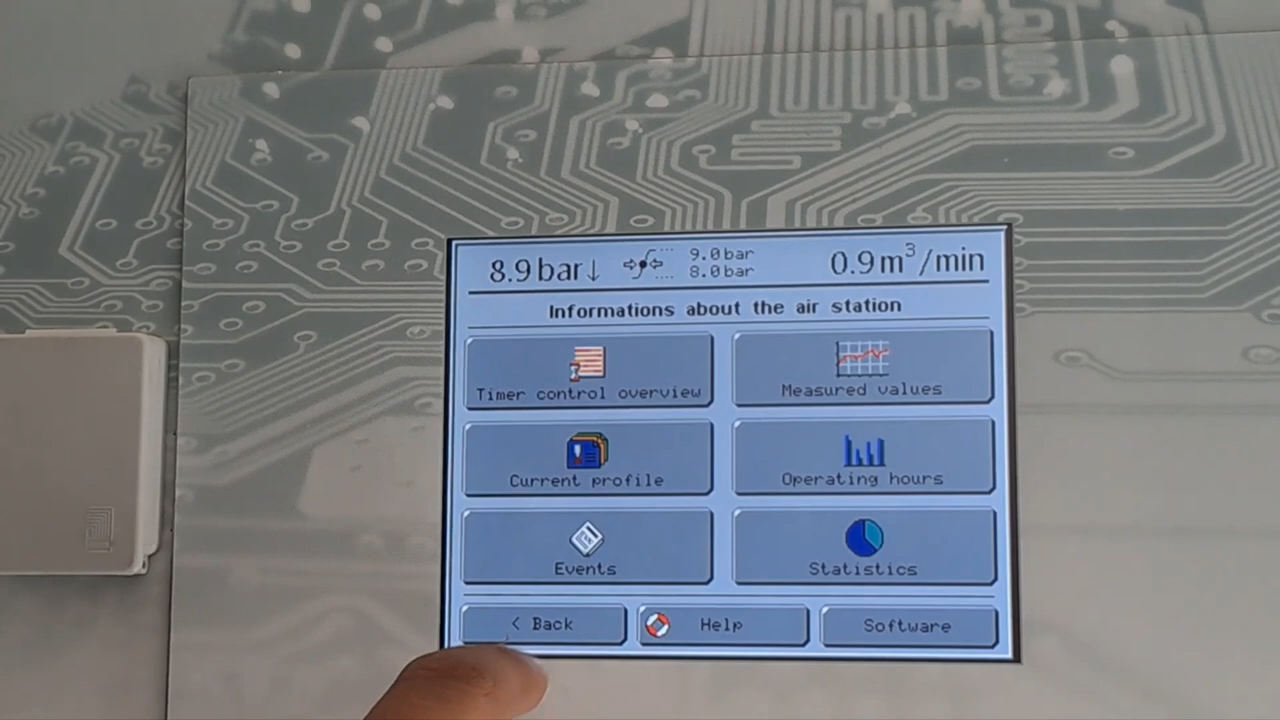 8.9 bar↓ 9.0 bar 0.9 m³/min
8.0 bar
Informations about the air station
Timer control overview
Measured values
Current profile
Operating hours
Events
Statistics
< Back
Help
Software